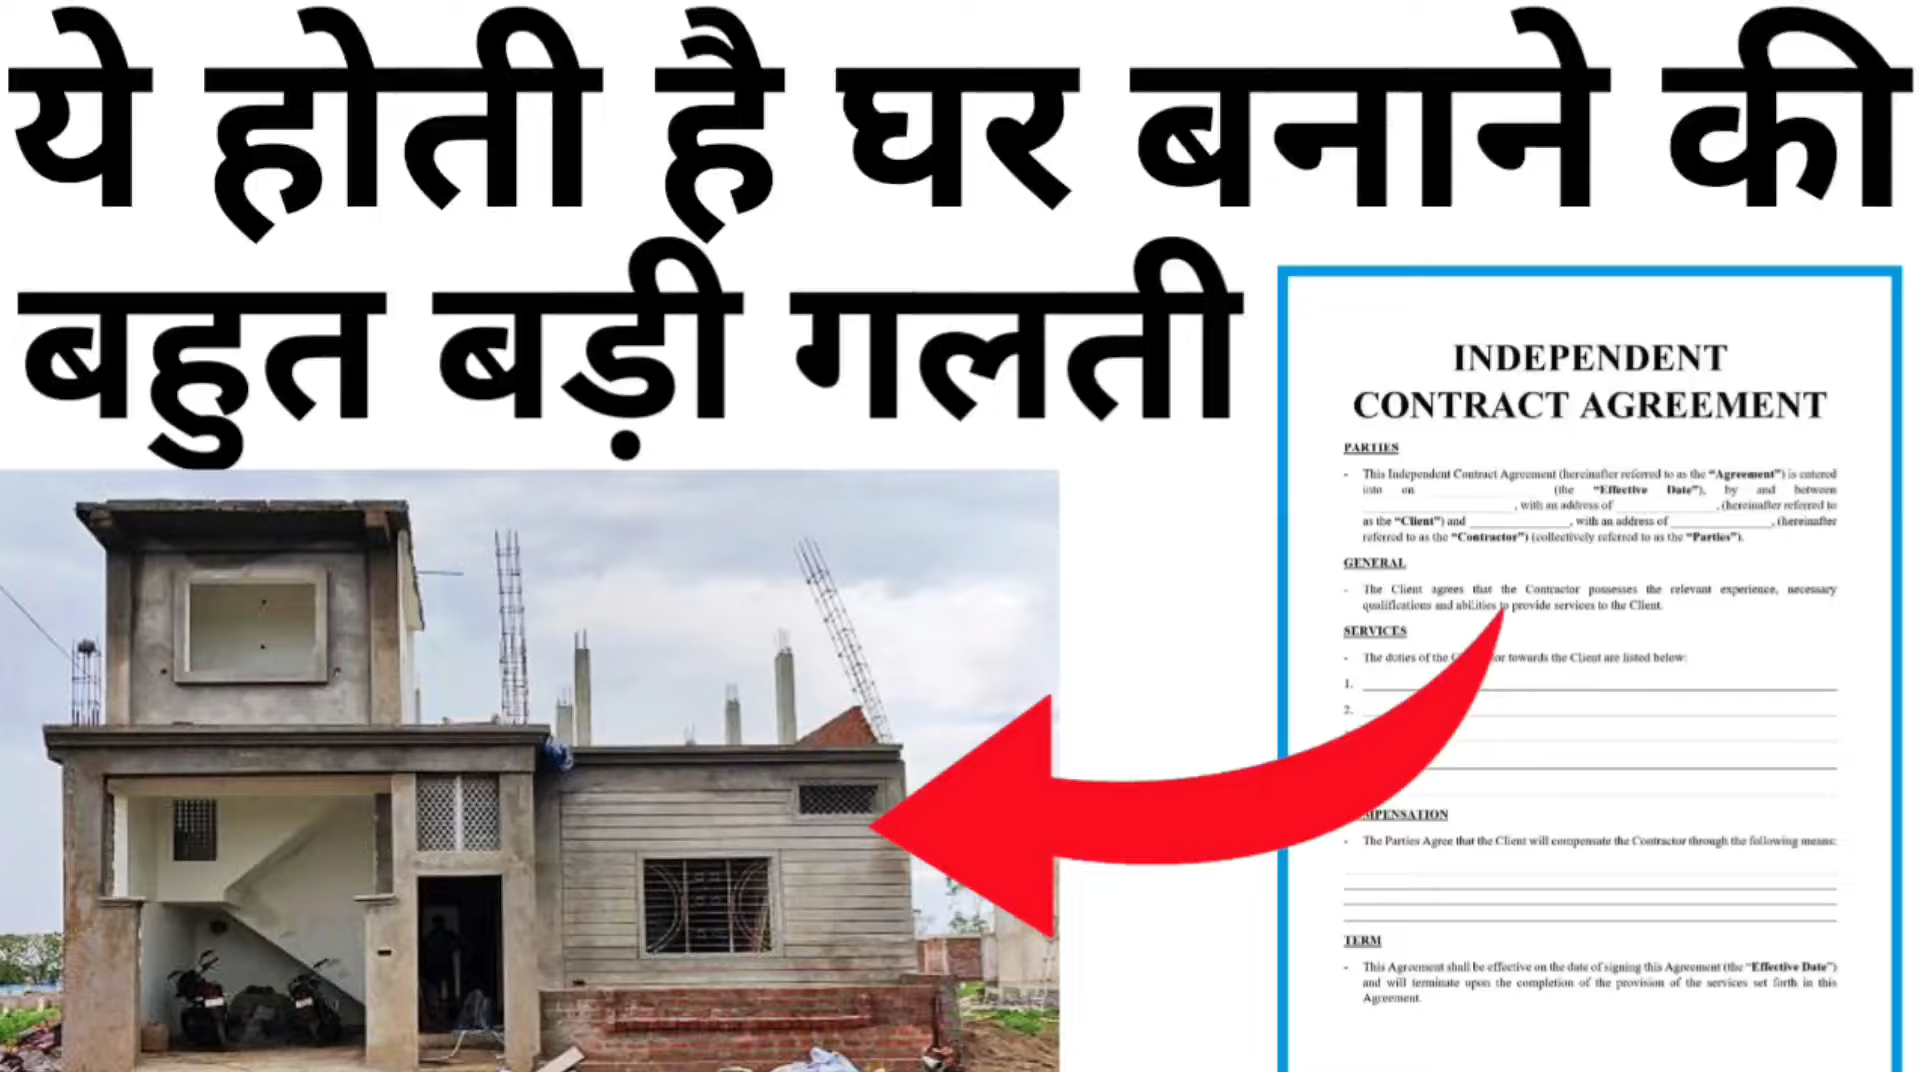 ये होती है घर बनाने की
बहुत बड़ी गलती
INDEPENDENT
CONTRACT AGREEMENT
PARTIES
- This Independent Contract Agreement (hereinafter referred to as the “Agreement”) is entered
into on (the “Effective Date”), by and between
, with an address of , (hereinafter referred to
as the “Client”) and , with an address of , (hereinafter
referred to as the “Contractor”) (collectively referred to as the “Parties”).
GENERAL
- The Client agrees that the Contractor possesses the relevant experience, necessary
qualifications and abilities to provide services to the Client.
SERVICES
- The duties of the or towards the Client are listed below:
1.
2.
MPENSATION
- The Parties Agree that the Client will compensate the Contractor through the following means:
TERM
- This Agreement shall be effective on the date of signing this Agreement (the “Effective Date”)
and will terminate upon the completion of the provision of the services set forth in this
Agreement.